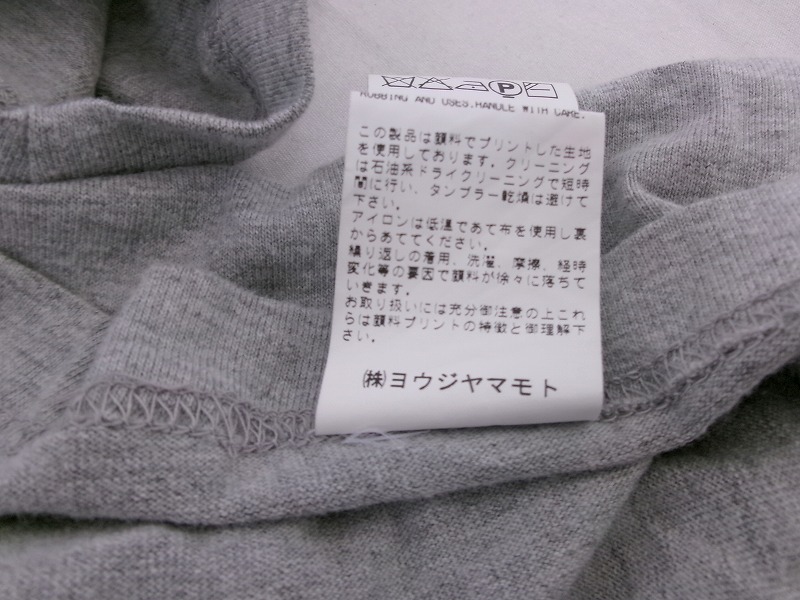 RUBBING AND USES.HANDLE WITH CARE.
この製品は顔料でプリントした生地
を使用しております。クリーニング
は石油系ドライクリーニングで短時
間に行い、タンブラー乾燥は避けて
下さい。
アイロンは低温であて布を使用し裏
からあててください。
繰り返しの着用、洗濯、摩擦、経時
変化等の要因で顔料が徐々に落ちて
いきます。
お取り扱いには充分御注意の上これ
らは顔料プリントの特徴と御理解下
さい。
㈱ヨウジヤマモト